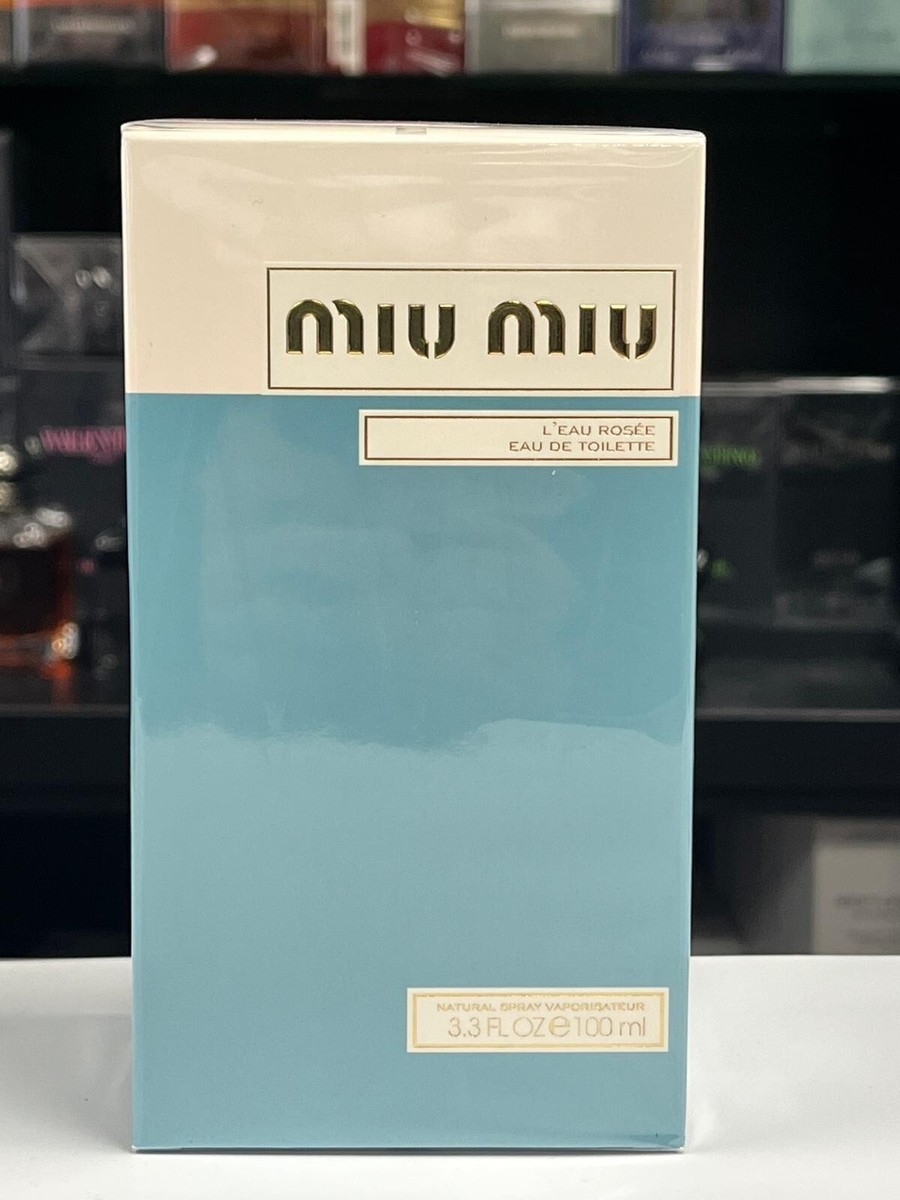 miu miu
L'EAU ROSÉE
EAU DE TOILETTE
NATURAL SPRAY VAPORISATEUR
3.3 FL OZ e 100 ml